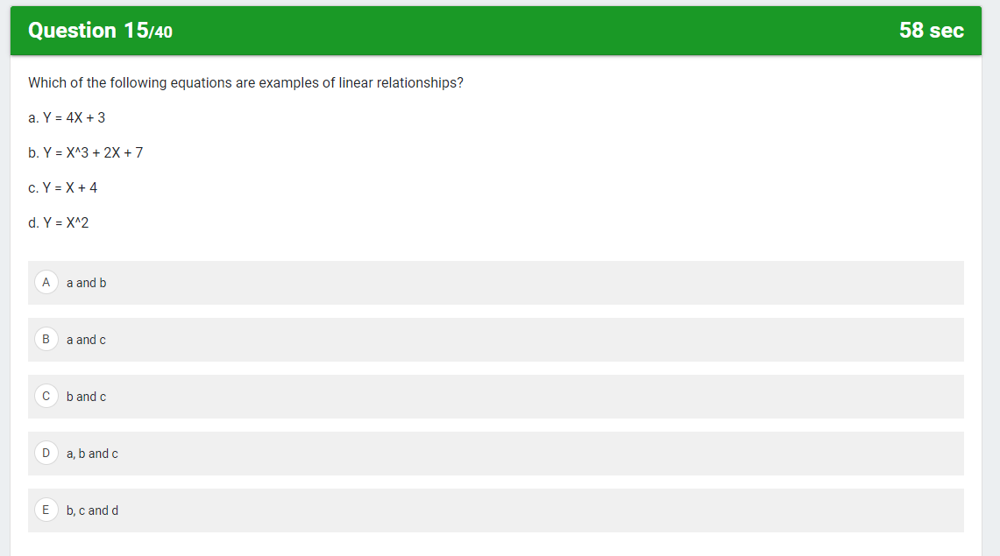 Question 15/40
58 sec
Which of the following equations are examples of linear relationships?
a. Y = 4X + 3
b. Y = X^3 + 2X + 7
c. Y = X + 4
d. Y = X^2
A a and b
B a and c
C b and c
D a, b and c
E b, c and d